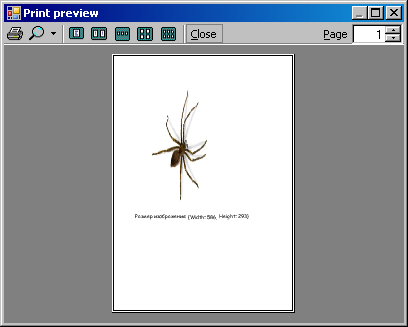 Print preview
Close
Page 1
Размер изображения {Width: 586, Height: 293}